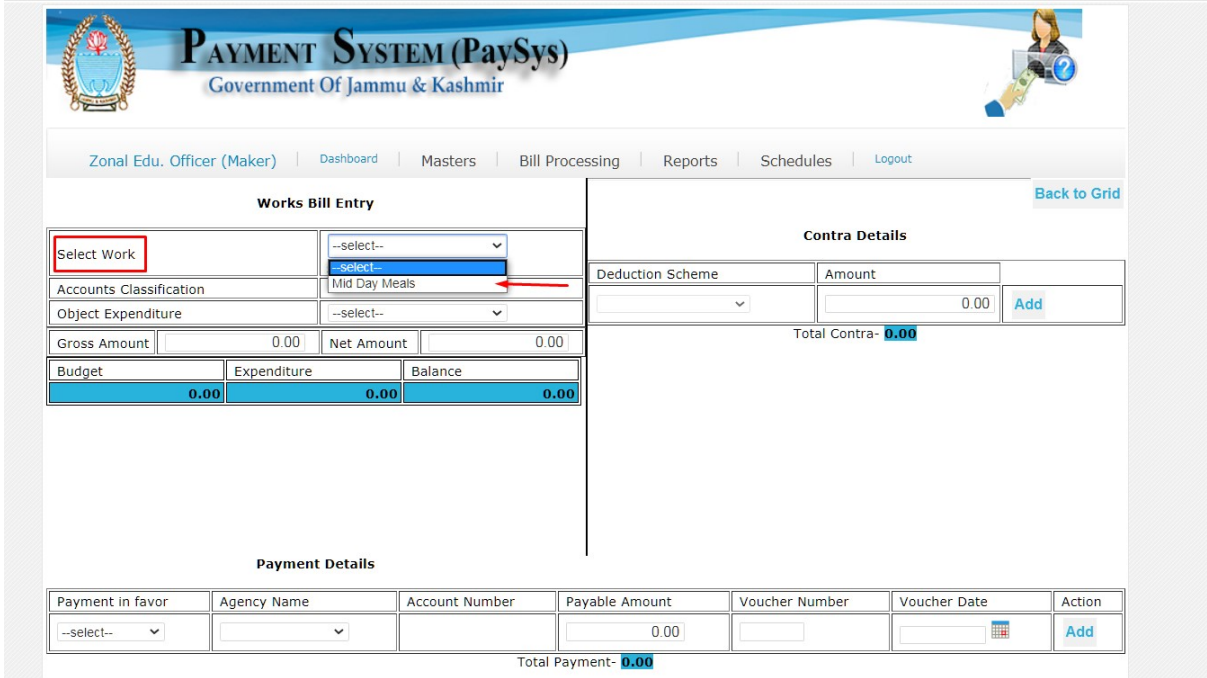 PAYMENT SYSTEM (PaySys)
Government Of Jammu & Kashmir
Zonal Edu. Officer (Maker) Dashboard Masters Bill Processing Reports Schedules Logout
Works Bill Entry
Select Work --select--
--select--
Mid Day Meals
Accounts Classification
Object Expenditure --select--
Gross Amount 0.00 Net Amount 0.00
Budget Expenditure Balance
0.00 0.00 0.00
Back to Grid
Contra Details
Deduction Scheme Amount
0.00 Add
Total Contra- 0.00
Payment Details
Payment in favor Agency Name Account Number Payable Amount Voucher Number Voucher Date Action
--select-- 0.00 Add
Total Payment- 0.00